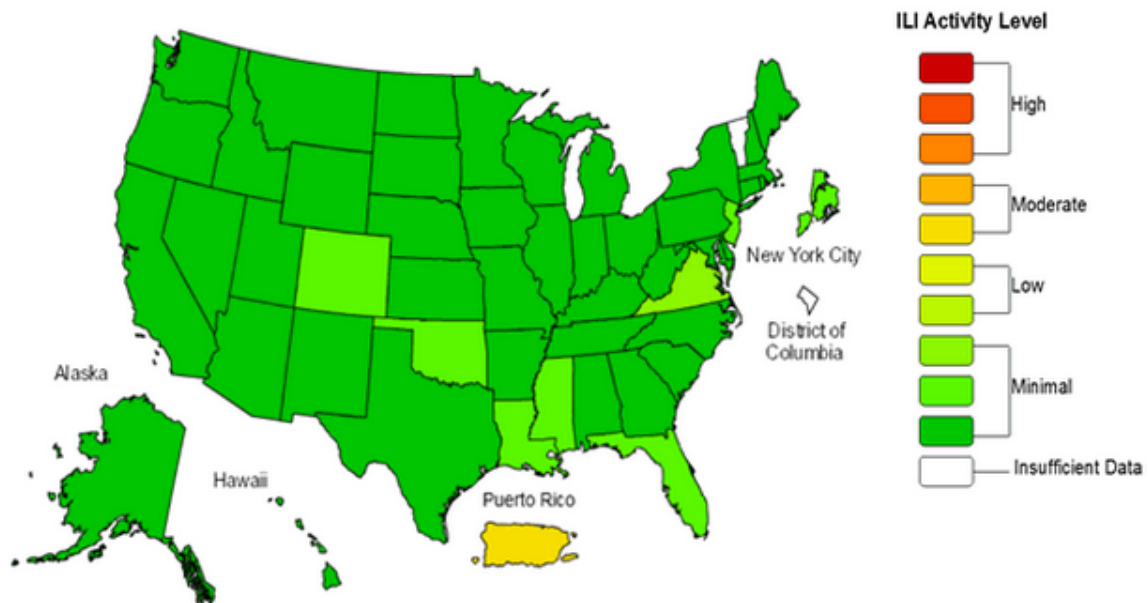 ILI Activity Level
High
Moderate
New York City
Low
District of
Columbia
Alaska
Minimal
Hawaii
Insufficient Data
Puerto Rico